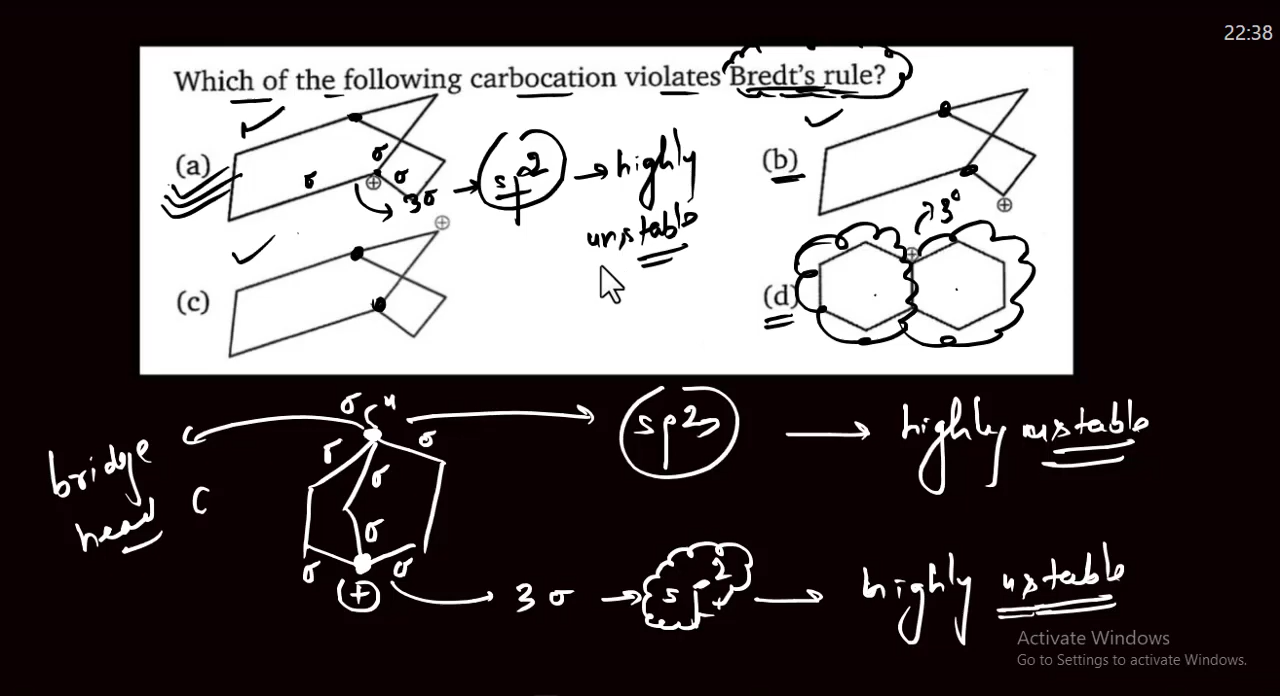 22:38
Which of the following carbocation violates Bredt's rule?
(a) σ σ σ ⊕ 3σ → sp2 → highly unstable
(b) ⊕
(c) ⊕
(d) ⊕ 3°
bridge head C
σ σ σ σ
sp3 → highly unstable
σ σ σ
(+) → 3σ → sp2 → highly unstable
Activate Windows
Go to Settings to activate Windows.